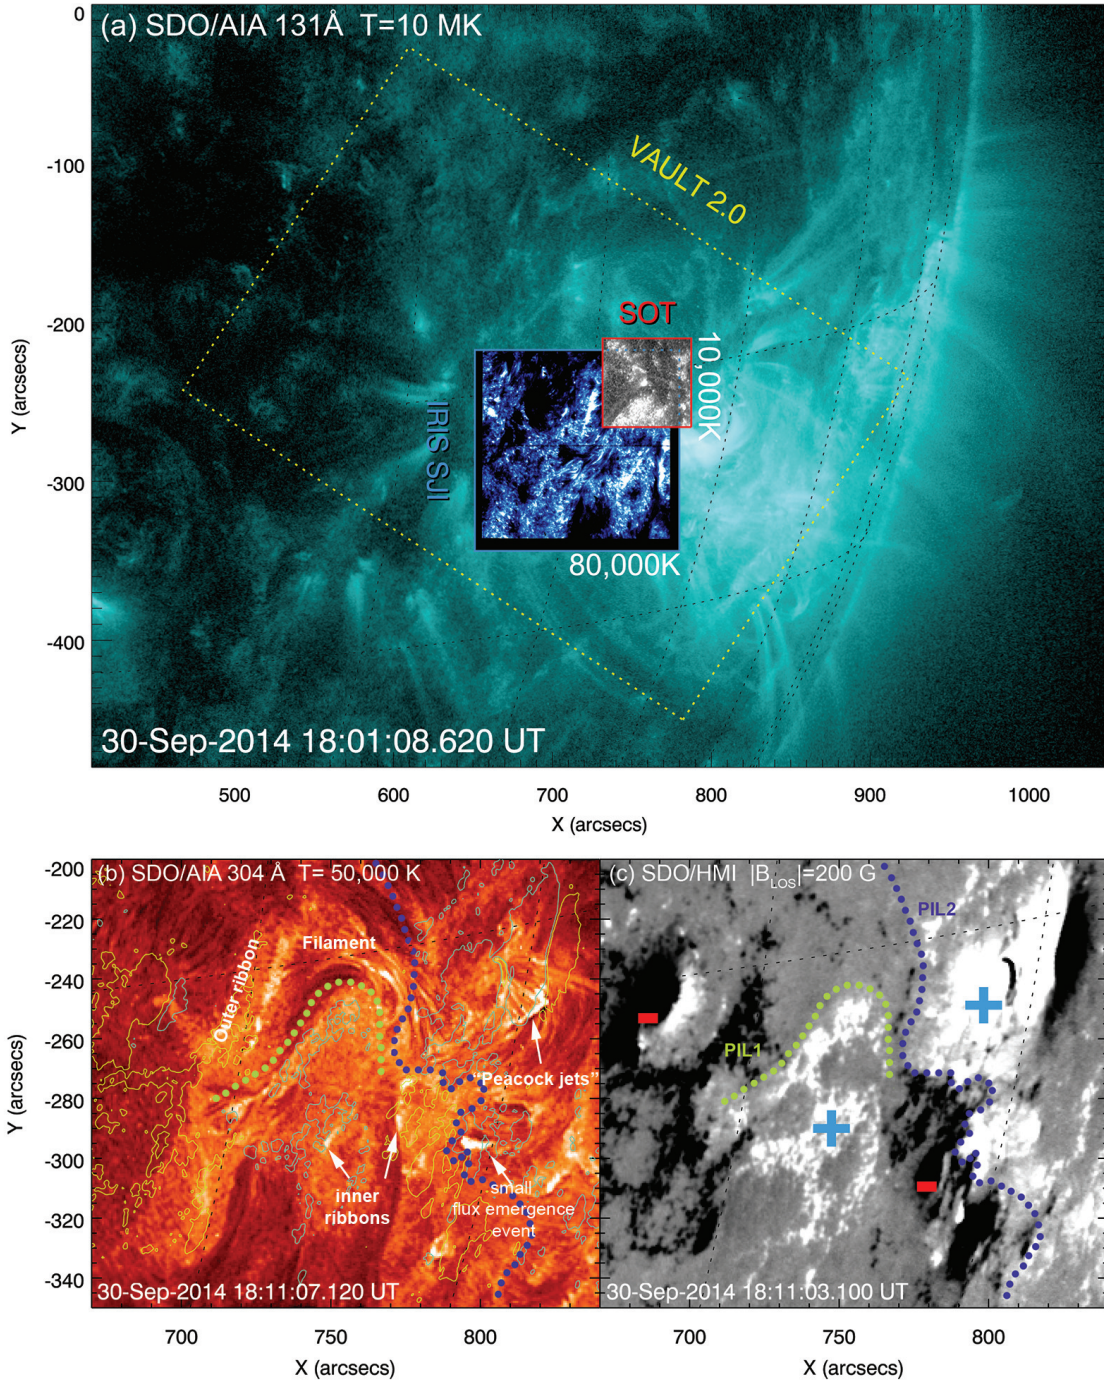 (a) SDO/AIA 131Å T=10 MK
VAULT 2.0
SOT
10,000K
IRIS SJI
80,000K
30-Sep-2014 18:01:08.620 UT
0
-100
-200
-300
-400
Y (arcsecs)
500 600 700 800 900 1000
X (arcsecs)
(b) SDO/AIA 304 Å T= 50,000 K
Outer ribbon
Filament
"Peacock jets"
inner
ribbons
small
flux emergence
event
30-Sep-2014 18:11:07.120 UT
-200
-220
-240
-260
-280
-300
-320
-340
Y (arcsecs)
700 750 800
X (arcsecs)
(c) SDO/HMI |B_LOS|=200 G
PIL2
PIL1
+
+
-
-
30-Sep-2014 18:11:03.100 UT
700 750 800
X (arcsecs)